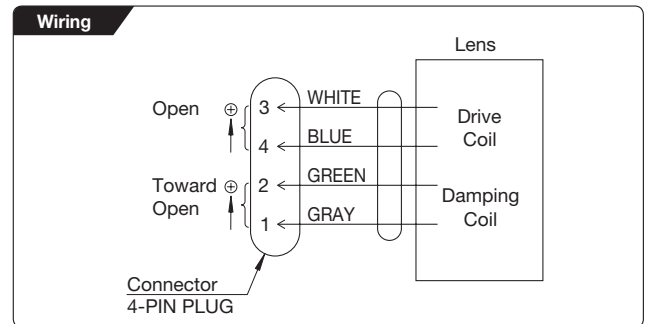 Wiring
Lens
Open ⊕ 3 WHITE
4 BLUE
Drive
Coil
Toward ⊕ 2 GREEN
Open 1 GRAY
Damping
Coil
Connector
4-PIN PLUG